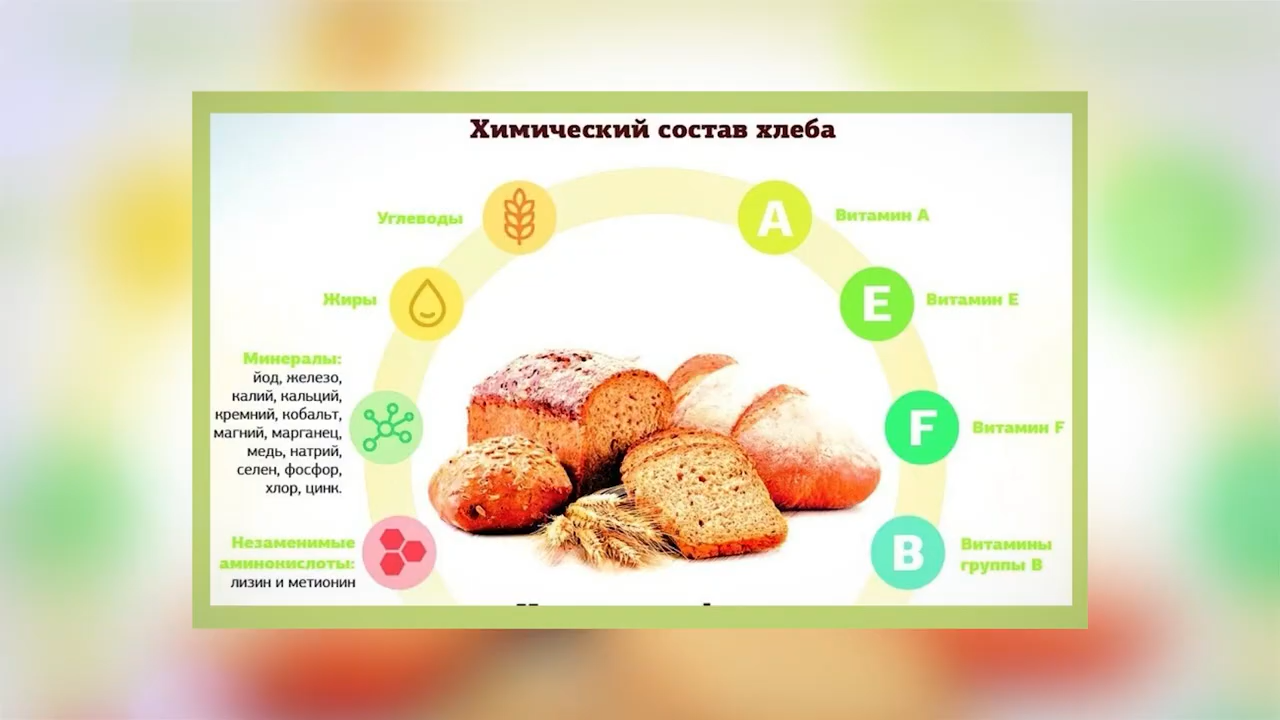 Химический состав хлеба
Углеводы
Жиры
Минералы:
йод, железо,
калий, кальций,
кремний, кобальт,
магний, марганец,
медь, натрий,
селен, фосфор,
хлор, цинк.
Незаменимые
аминокислоты:
лизин и метионин
A
Витамин A
E
Витамин E
F
Витамин F
B
Витамины
группы B